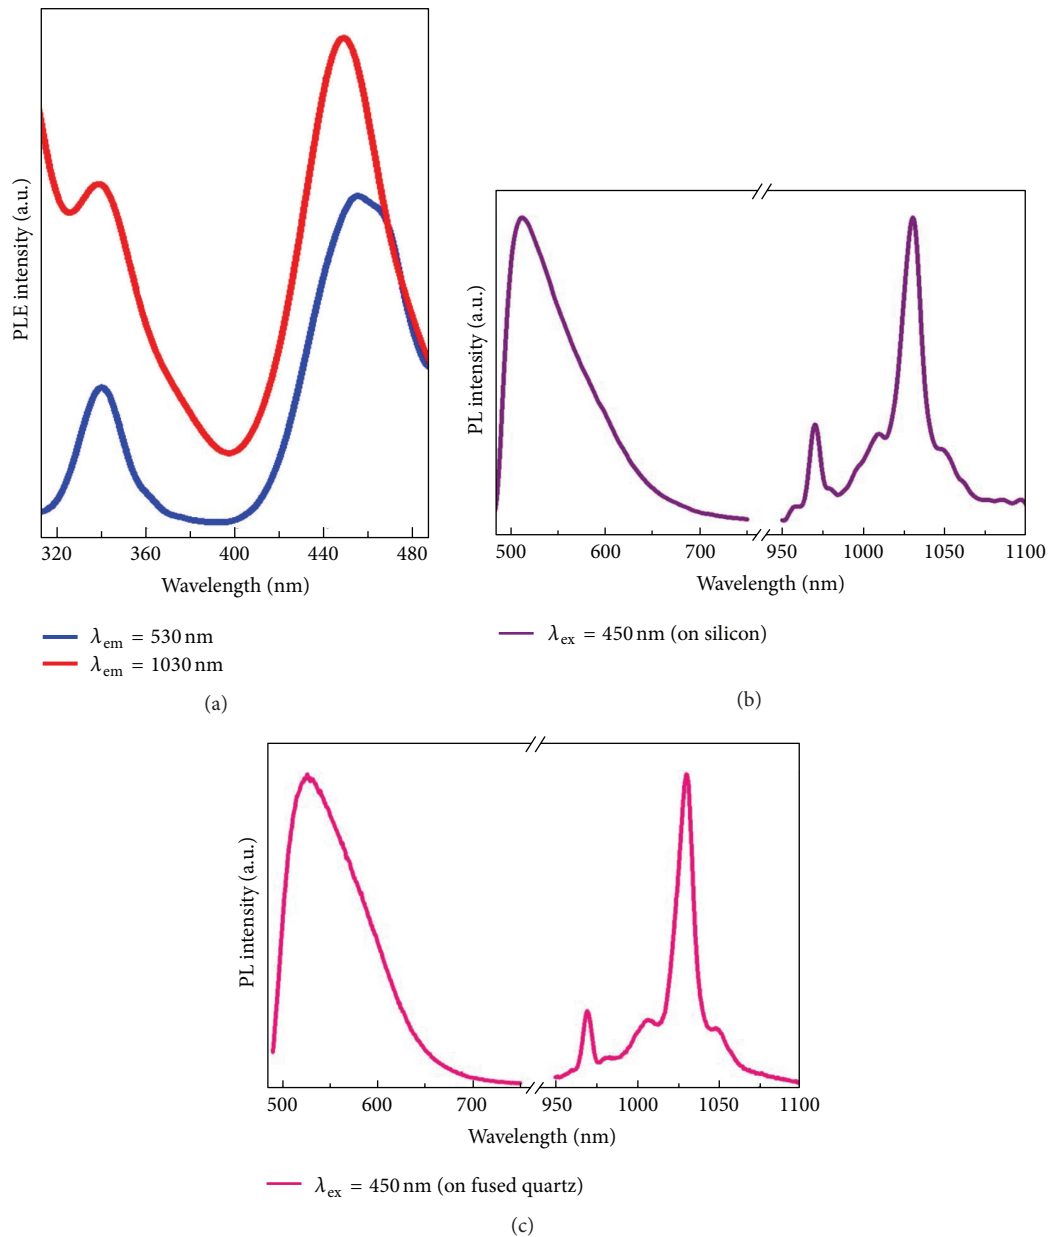 PLE intensity (a.u.)
320 360 400 440 480
Wavelength (nm)
λem = 530 nm
λem = 1030 nm
(a)
PL intensity (a.u.)
500 600 700 950 1000 1050 1100
Wavelength (nm)
λex = 450 nm (on silicon)
(b)
PL intensity (a.u.)
500 600 700 950 1000 1050 1100
Wavelength (nm)
λex = 450 nm (on fused quartz)
(c)